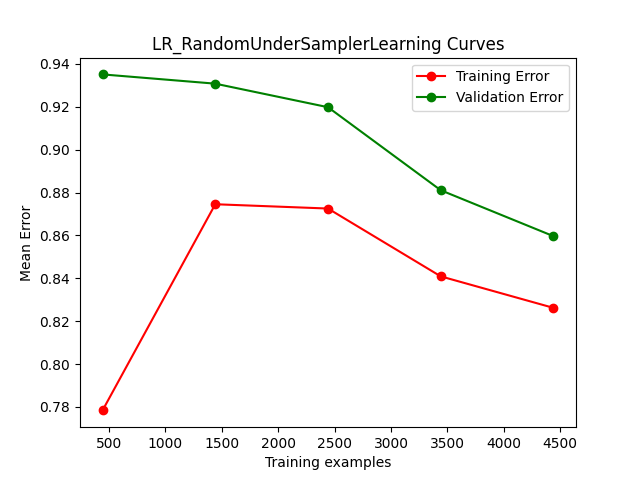 LR_RandomUnderSamplerLearning Curves
Training Error
Validation Error
Mean Error
0.94
0.92
0.90
0.88
0.86
0.84
0.82
0.80
0.78
500 1000 1500 2000 2500 3000 3500 4000 4500
Training examples